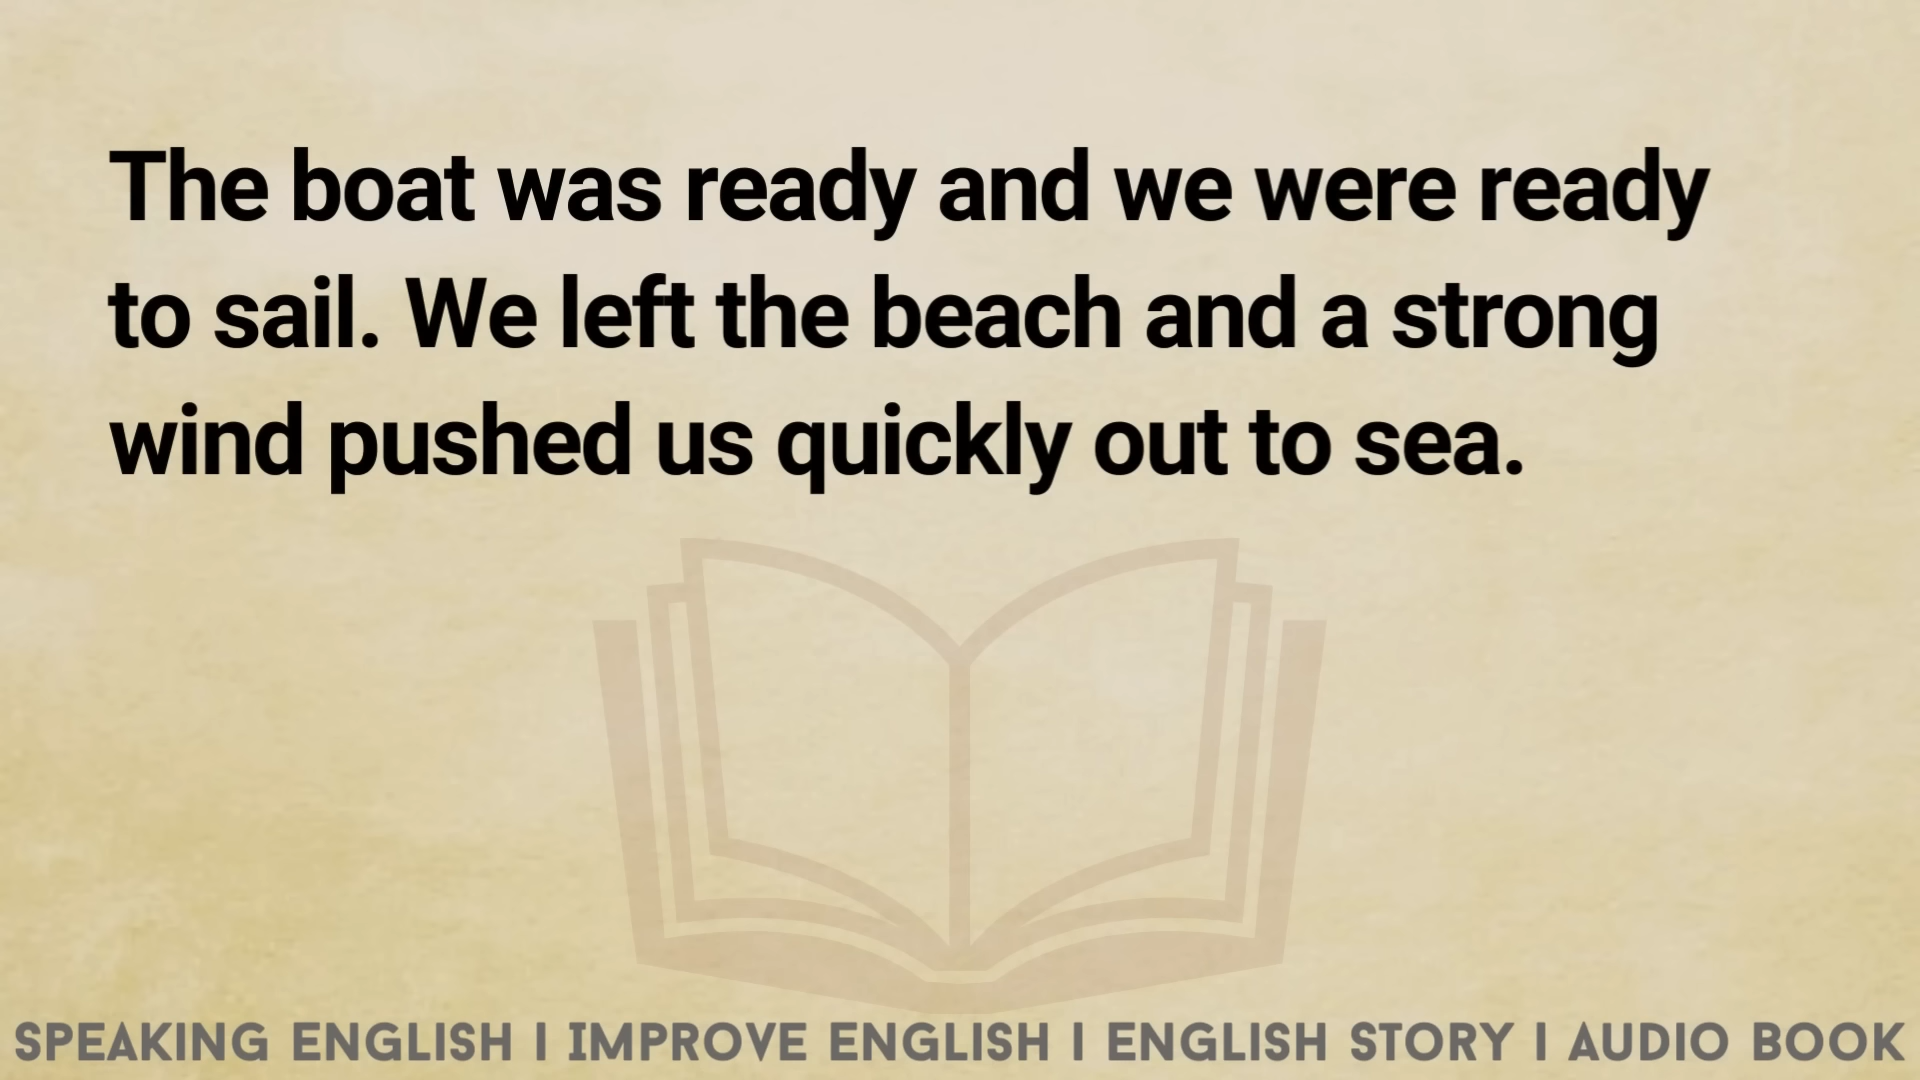 The boat was ready and we were ready
to sail. We left the beach and a strong
wind pushed us quickly out to sea.
SPEAKING ENGLISH I IMPROVE ENGLISH I ENGLISH STORY I AUDIO BOOK